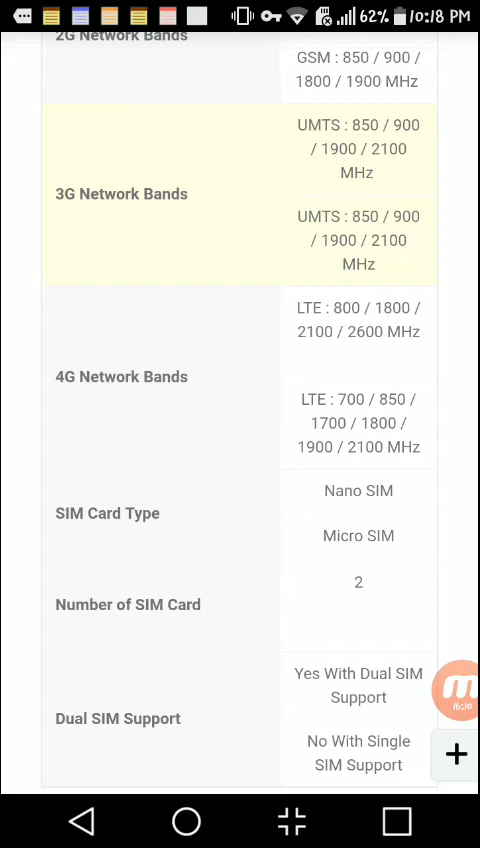 62% 10:18 PM
2G Network Bands
GSM : 850 / 900 /
1800 / 1900 MHz
3G Network Bands
UMTS : 850 / 900
/ 1900 / 2100
MHz
UMTS : 850 / 900
/ 1900 / 2100
MHz
4G Network Bands
LTE : 800 / 1800 /
2100 / 2600 MHz
LTE : 700 / 850 /
1700 / 1800 /
1900 / 2100 MHz
SIM Card Type
Nano SIM
Micro SIM
Number of SIM Card
2
Dual SIM Support
Yes With Dual SIM
Support
No With Single
SIM Support
16:10
+